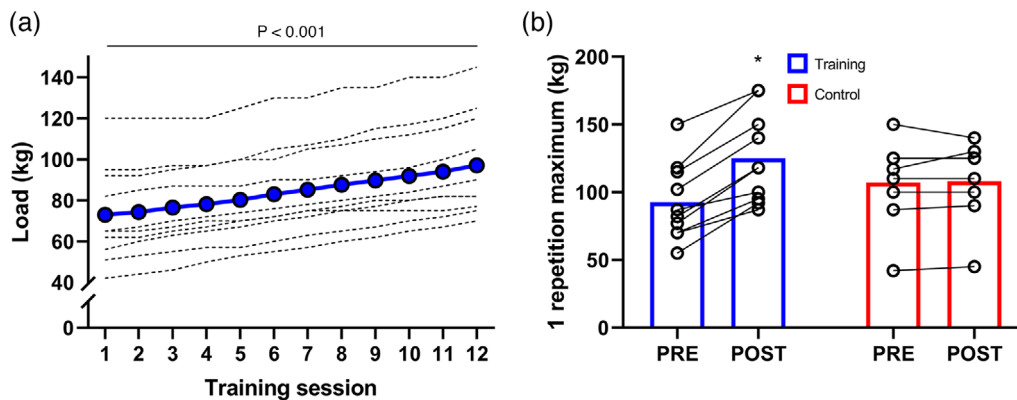 (a)
P < 0.001
Load (kg)
140
120
100
80
60
40
0
1 2 3 4 5 6 7 8 9 10 11 12
Training session
(b)
1 repetition maximum (kg)
200
150
100
50
0
*
Training
Control
PRE POST PRE POST